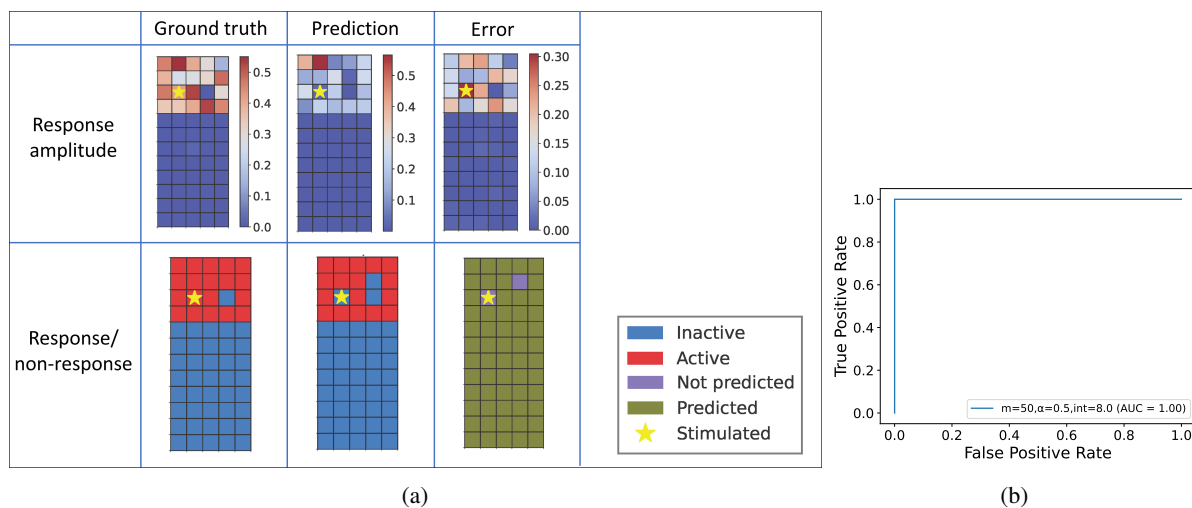 Ground truth
Prediction
Error
Response
amplitude
0.5
0.4
0.3
0.2
0.1
0.0
0.5
0.4
0.3
0.2
0.1
0.30
0.25
0.20
0.15
0.10
0.05
0.00
Response/
non-response
Inactive
Active
Not predicted
Predicted
Stimulated
(a)
True Positive Rate
1.0
0.8
0.6
0.4
0.2
0.0
m=50,α=0.5,int=8.0 (AUC = 1.00)
0.0 0.2 0.4 0.6 0.8 1.0
False Positive Rate
(b)